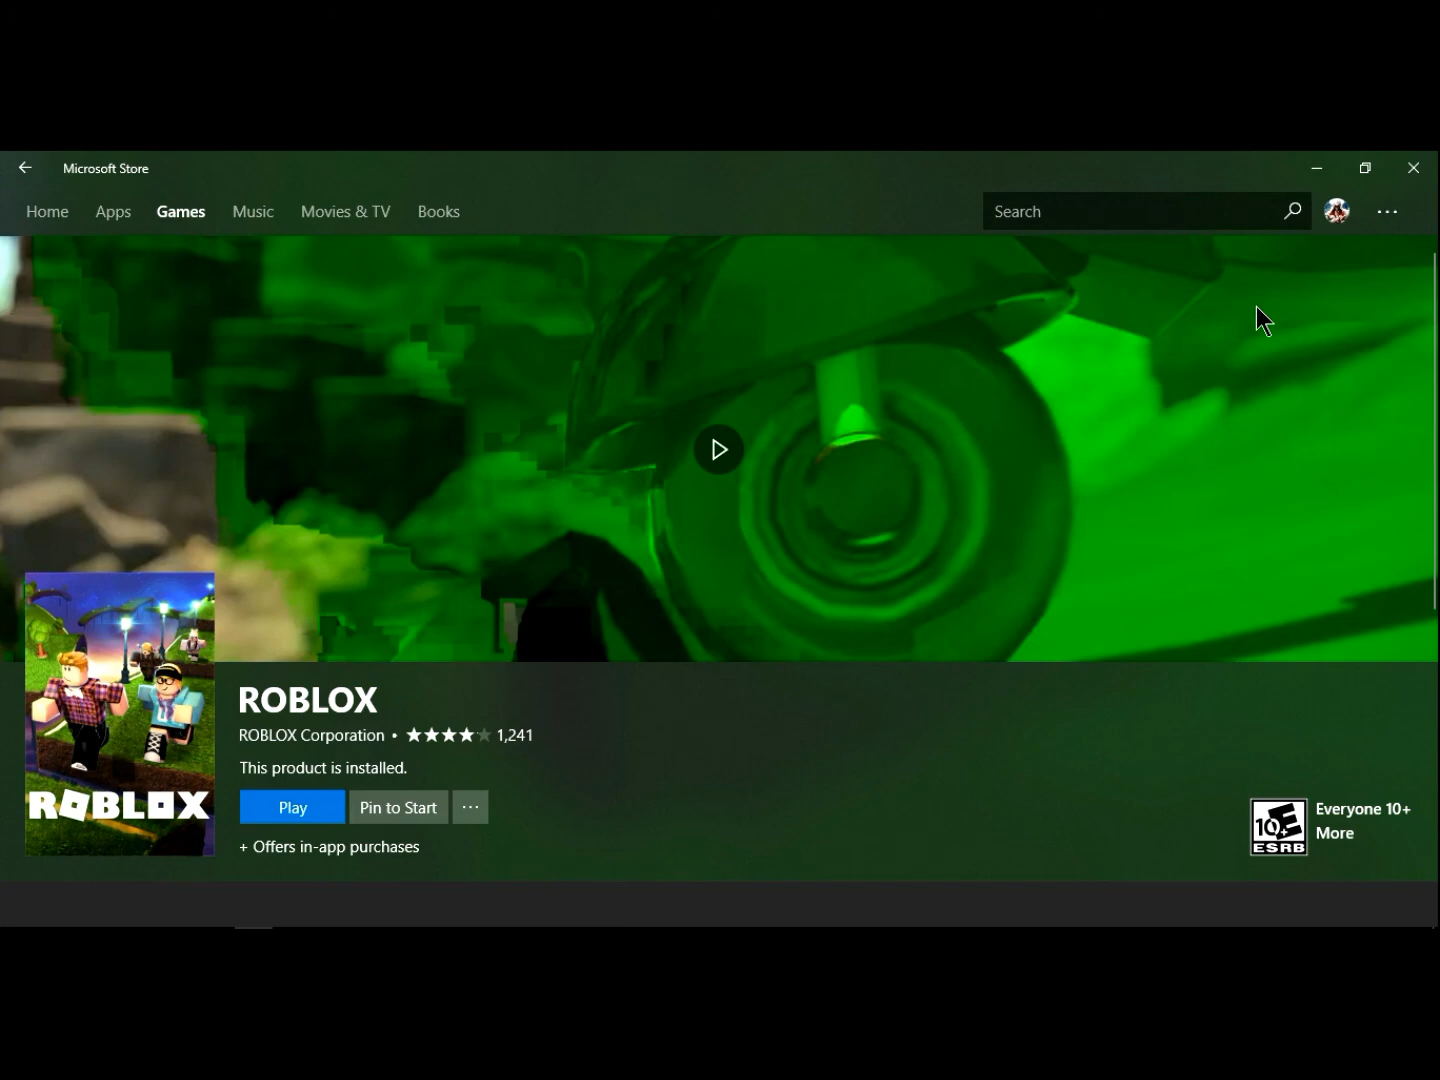 Microsoft Store
Home Apps Games Music Movies & TV Books
Search
ROBLOX
ROBLOX Corporation • ★★★★★ 1,241
This product is installed.
Play Pin to Start ...
+ Offers in-app purchases
ROBLOX
10+ E
ESRB
Everyone 10+
More